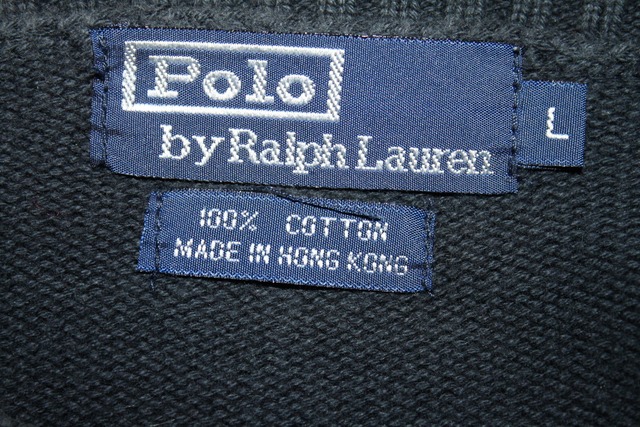 Polo
by Ralph Lauren
L
100% COTTON
MADE IN HONG KONG